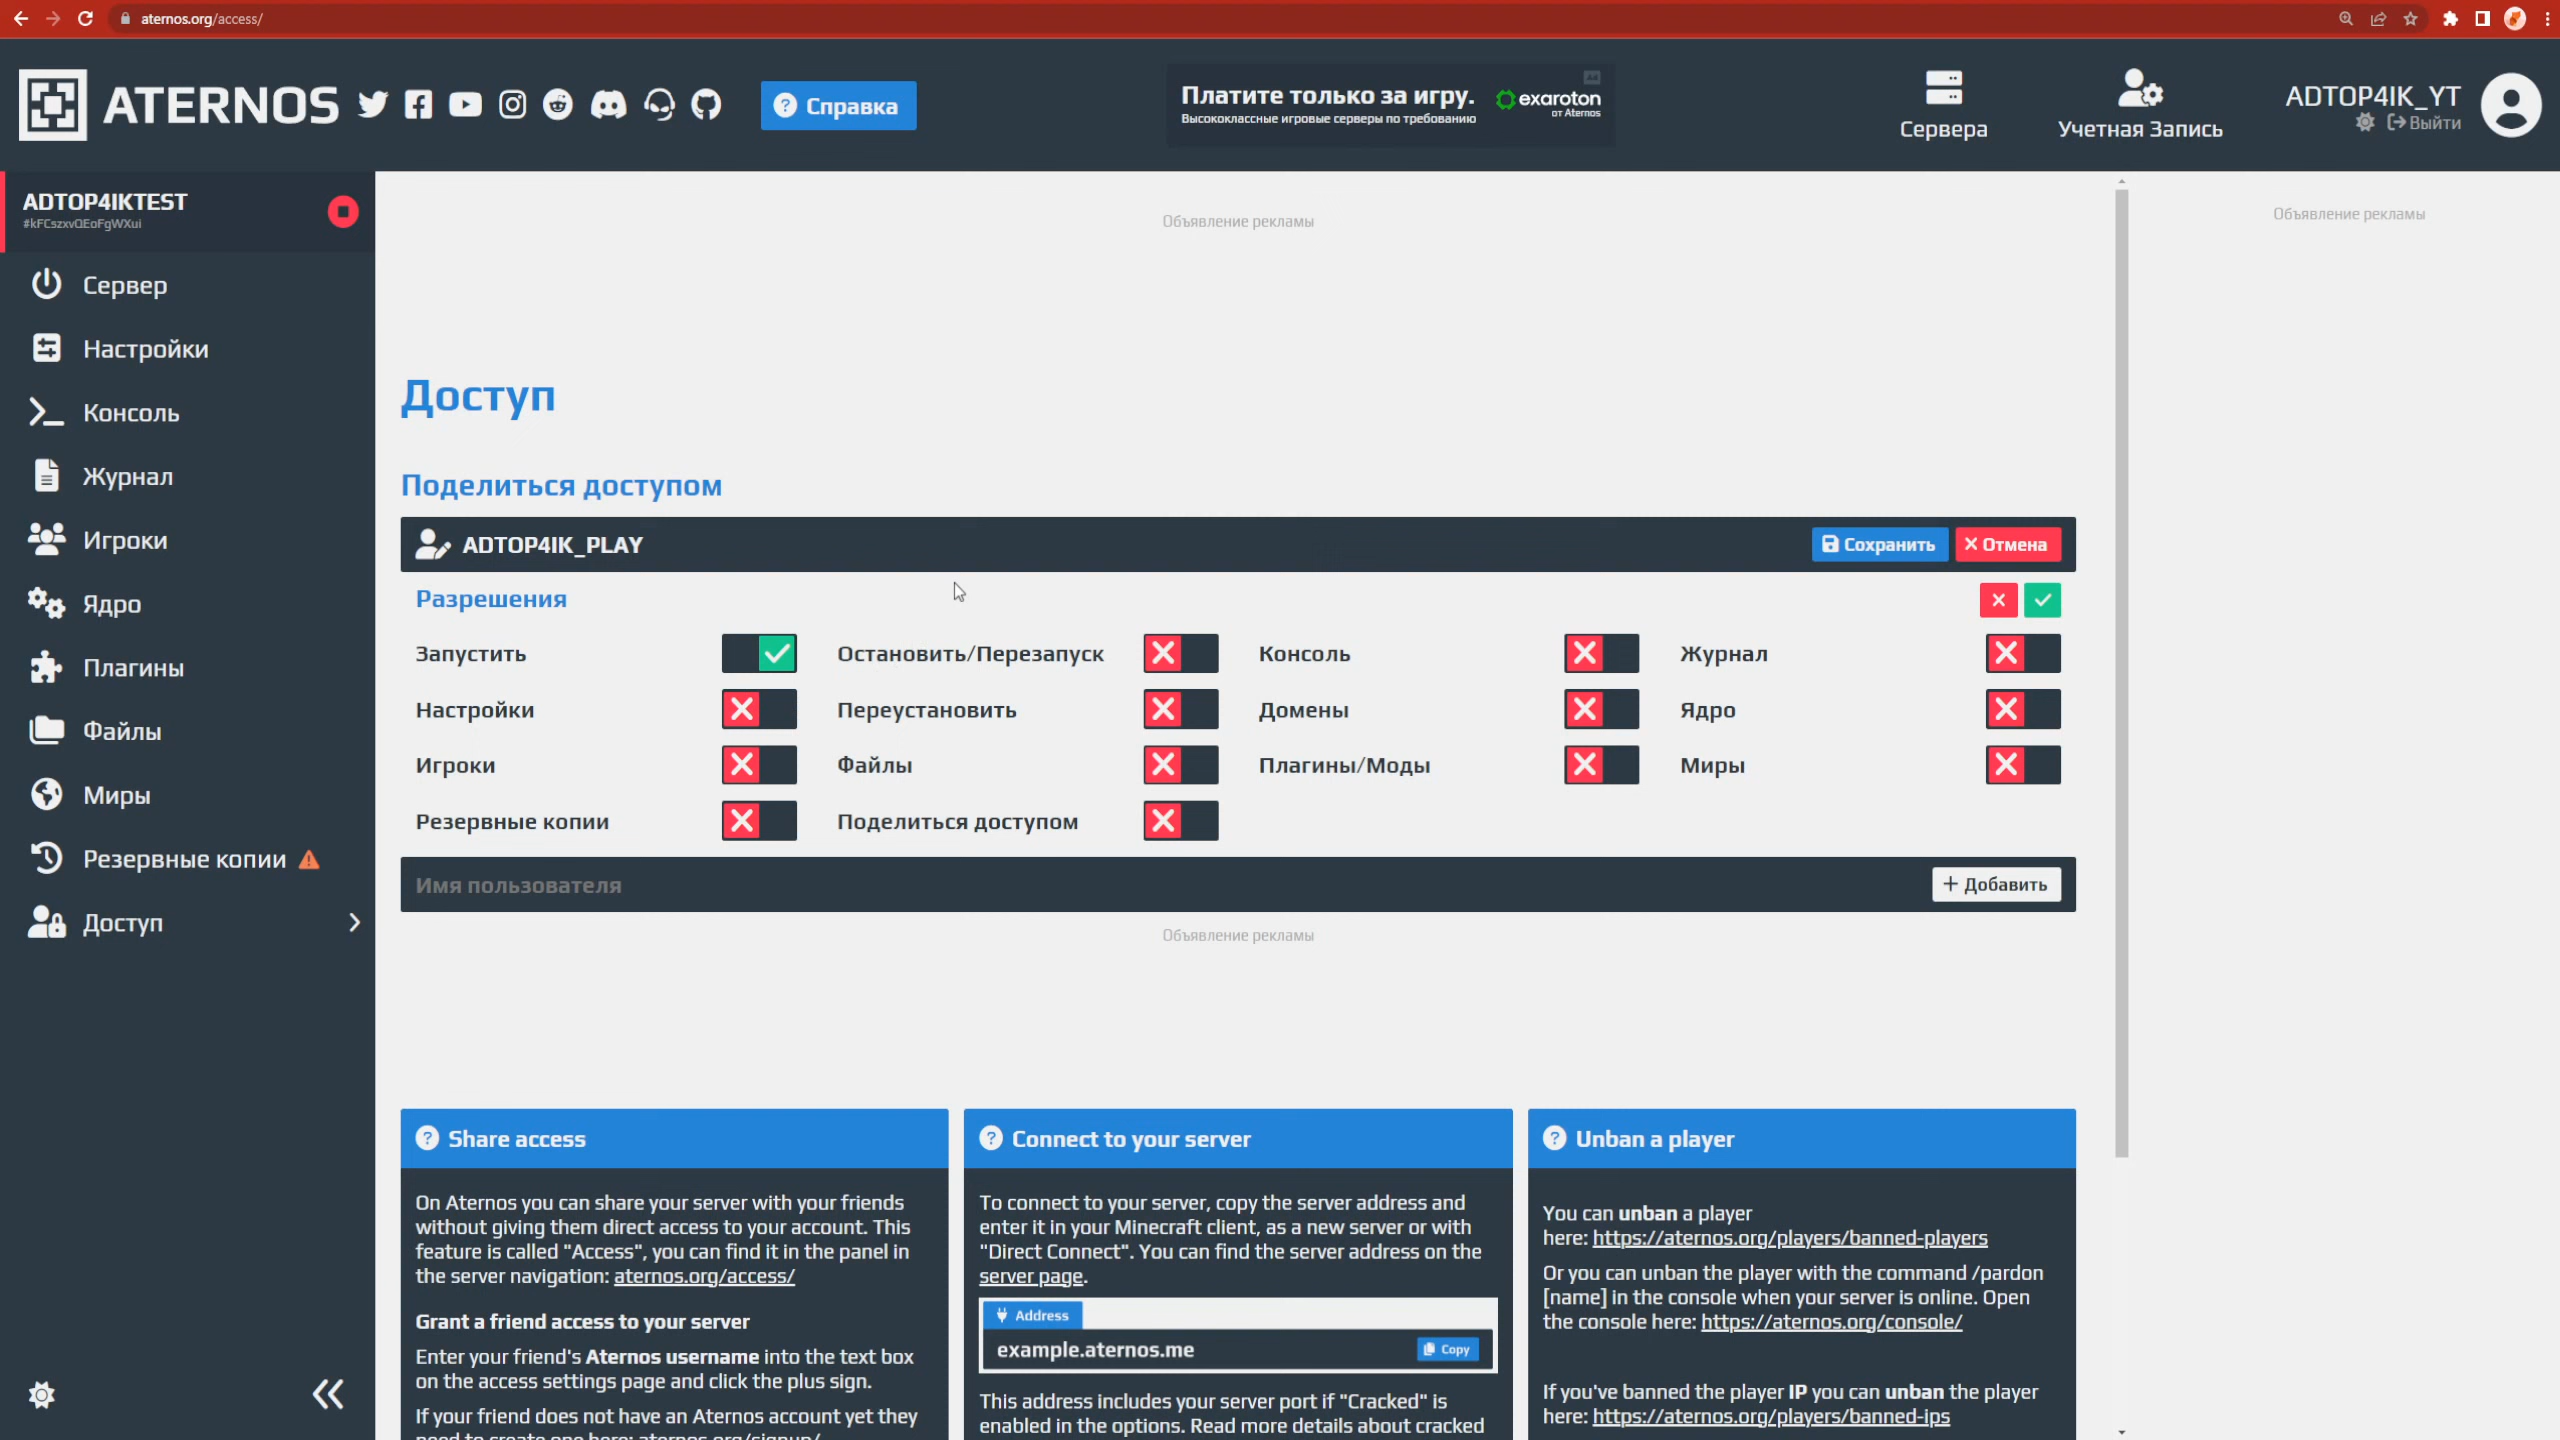 aternos.org/access/
ATERNOS
Справка
Платите только за игру.
Высококлассные игровые серверы по требованию
Ad
exaroton
от Aternos
Сервера
Учетная Запись
ADTOP4IK_YT
Выйти
ADTOP4IKTEST
#kFCszxvQEoFgWXui
Сервер
Настройки
Консоль
Журнал
Игроки
Ядро
Плагины
Файлы
Миры
Резервные копии
Доступ
Объявление рекламы
Объявление рекламы
Доступ
Поделиться доступом
ADTOP4IK_PLAY
Сохранить
Отмена
Разрешения
Запустить
Остановить/Перезапуск
Консоль
Журнал
Настройки
Переустановить
Домены
Ядро
Игроки
Файлы
Плагины/Моды
Миры
Резервные копии
Поделиться доступом
Имя пользователя
+ Добавить
Объявление рекламы
Share access
On Aternos you can share your server with your friends
without giving them direct access to your account. This
feature is called "Access", you can find it in the panel in
the server navigation: aternos.org/access/
Grant a friend access to your server
Enter your friend's Aternos username into the text box
on the access settings page and click the plus sign.
If your friend does not have an Aternos account yet they
need to create one here: aternos.org/signup/
Connect to your server
To connect to your server, copy the server address and
enter it in your Minecraft client, as a new server or with
"Direct Connect". You can find the server address on the
server page.
Address
example.aternos.me
Copy
This address includes your server port if "Cracked" is
enabled in the options. Read more details about cracked
Unban a player
You can unban a player
here: https://aternos.org/players/banned-players
Or you can unban the player with the command /pardon
[name] in the console when your server is online. Open
the console here: https://aternos.org/console/
If you've banned the player IP you can unban the player
here: https://aternos.org/players/banned-ips